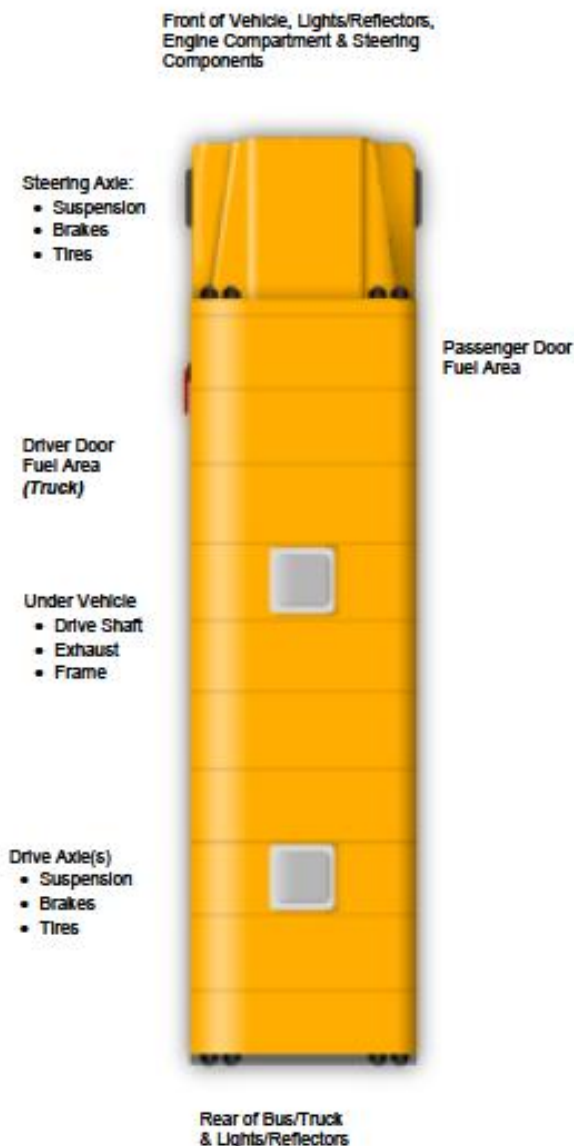 Front of Vehicle, Lights/Reflectors,
Engine Compartment & Steering
Components
Steering Axle:
• Suspension
• Brakes
• Tires
Passenger Door
Fuel Area
Driver Door
Fuel Area
(Truck)
Under Vehicle
• Drive Shaft
• Exhaust
• Frame
Drive Axle(s)
• Suspension
• Brakes
• Tires
Rear of Bus/Truck
& Lights/Reflectors